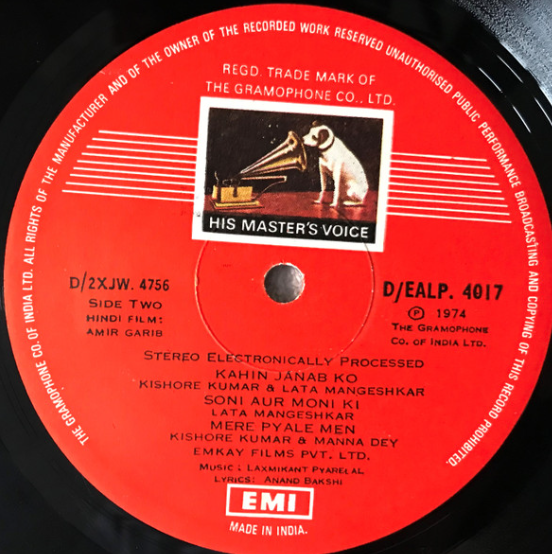 THE GRAMOPHONE CO. OF INDIA LTD. ALL RIGHTS OF THE MANUFACTURER AND OF THE OWNER OF THE RECORDED WORK RESERVED UNAUTHORISED PUBLIC PERFORMANCE BROADCASTING AND COPYING OF THIS RECORD PROHIBITED.
REGD. TRADE MARK OF
THE GRAMOPHONE CO., LTD.
HIS MASTER'S VOICE
D/2XJW. 4756
SIDE TWO
HINDI FILM:
AMIR GARIB
D/EALP. 4017
Ⓟ 1974
THE GRAMOPHONE
CO. OF INDIA LTD.
STEREO ELECTRONICALLY PROCESSED
KAHIN JANAB KO
KISHORE KUMAR & LATA MANGESHKAR
SONI AUR MONI KI
LATA MANGESHKAR
MERE PYALE MEN
KISHORE KUMAR & MANNA DEY
EMKAY FILMS PVT. LTD.
MUSIC : LAXMIKANT PYARELAL
LYRICS: ANAND BAKSHI
EMI
MADE IN INDIA.